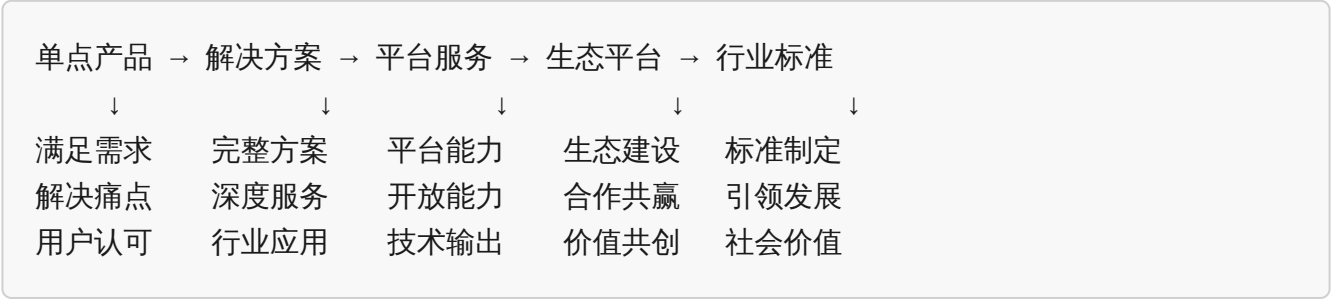 单点产品 → 解决方案 → 平台服务 → 生态平台 → 行业标准
↓ ↓ ↓ ↓ ↓
满足需求 完整方案 平台能力 生态建设 标准制定
解决痛点 深度服务 开放能力 合作共赢 引领发展
用户认可 行业应用 技术输出 价值共创 社会价值